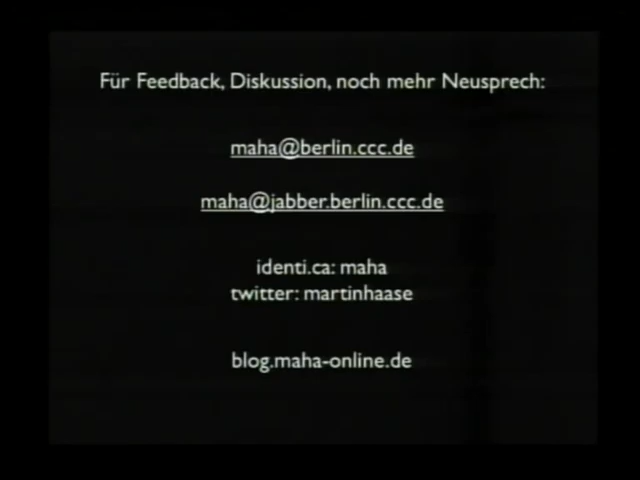 Für Feedback, Diskussion, noch mehr Neusprech:
maha@berlin.ccc.de
maha@jabber.berlin.ccc.de
identi.ca: maha
twitter: martinhaase
blog.maha-online.de